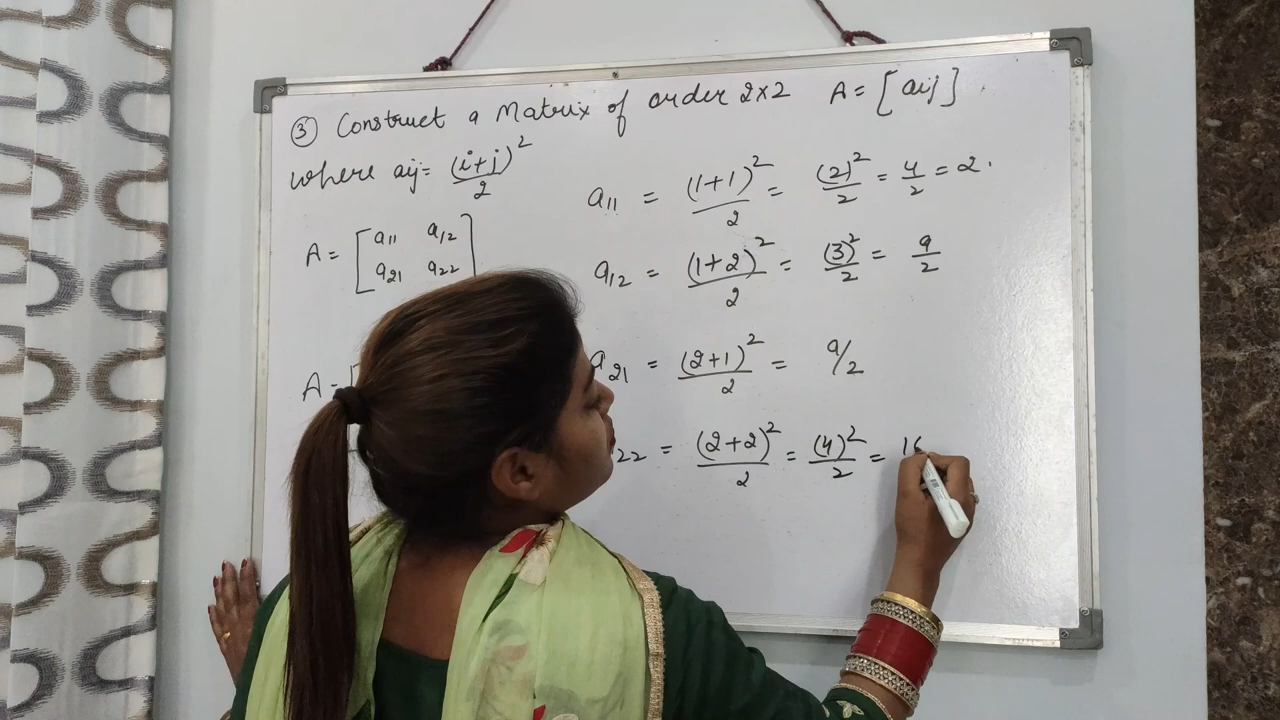 ③ Construct a Matrix of order 2×2 A = [aij]
where aij = (i+j)²/2
A = [a11 a12
a21 a22]
A = [
a11 = (1+1)²/2 = (2)²/2 = 4/2 = 2.
a12 = (1+2)²/2 = (3)²/2 = 9/2
a21 = (2+1)²/2 = 9/2
22 = (2+2)²/2 = (4)²/2 = 16